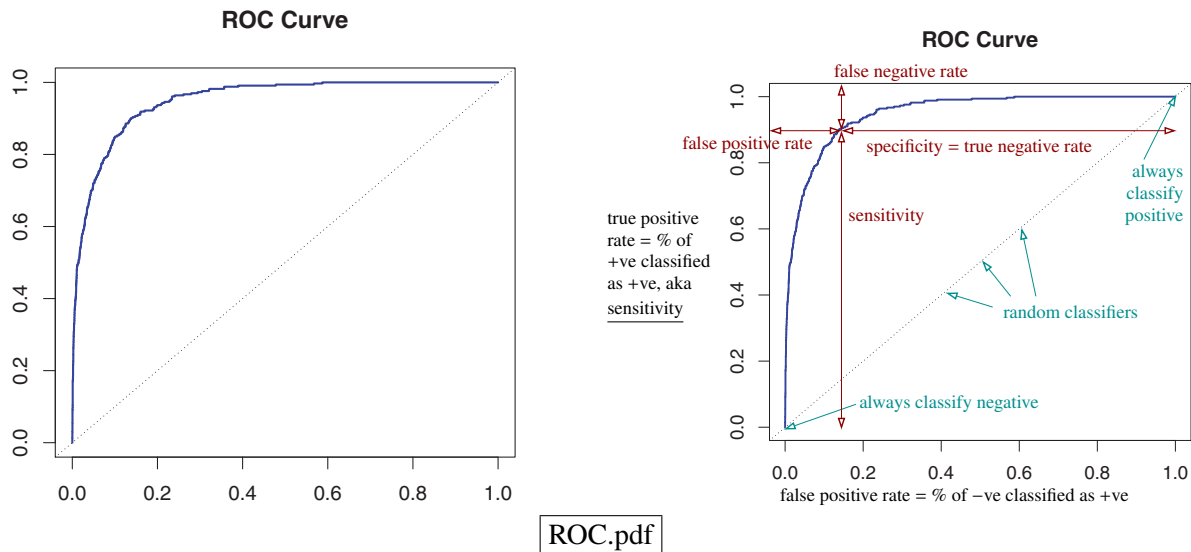 ROC Curve
1.0
0.8
0.6
0.4
0.2
0.0
0.0 0.2 0.4 0.6 0.8 1.0
ROC Curve
false negative rate
false positive rate
specificity = true negative rate
always
classify
positive
sensitivity
true positive
rate = % of
+ve classified
as +ve, aka
sensitivity
random classifiers
always classify negative
1.0
0.8
0.6
0.4
0.2
0.0
0.0 0.2 0.4 0.6 0.8 1.0
false positive rate = % of −ve classified as +ve
ROC.pdf